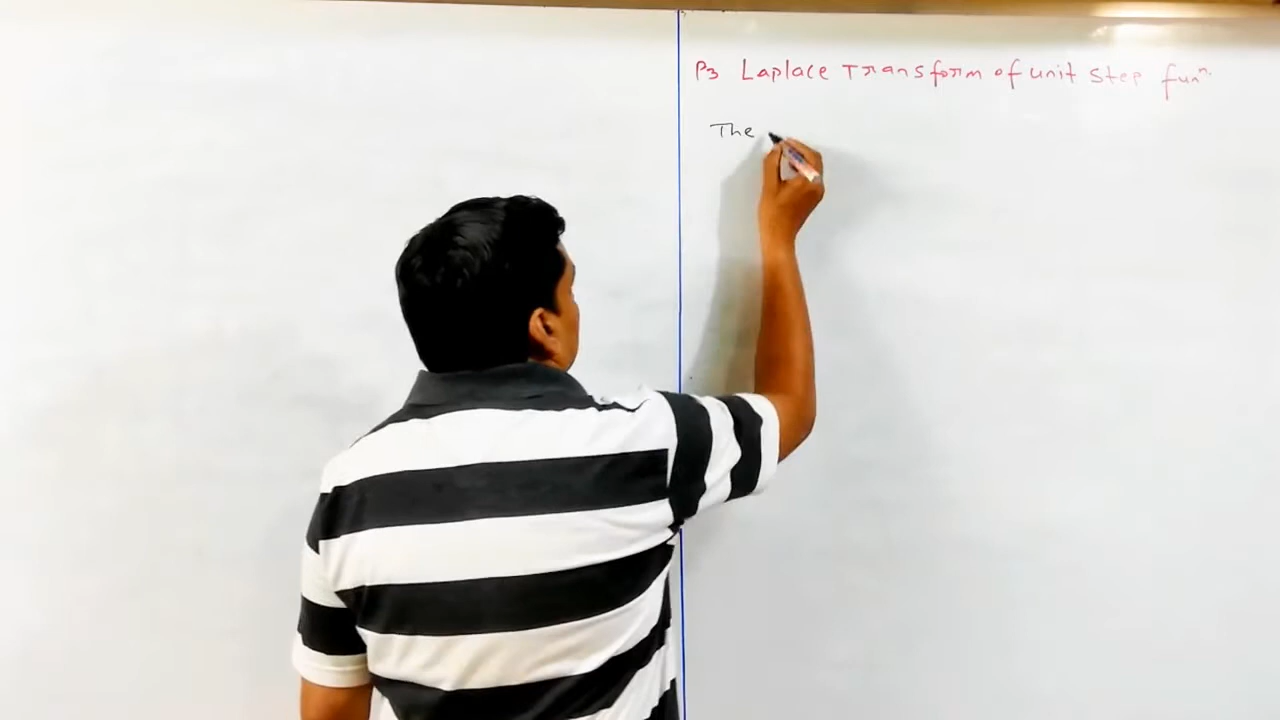 P3 Laplace Transform of unit step funⁿ.
The